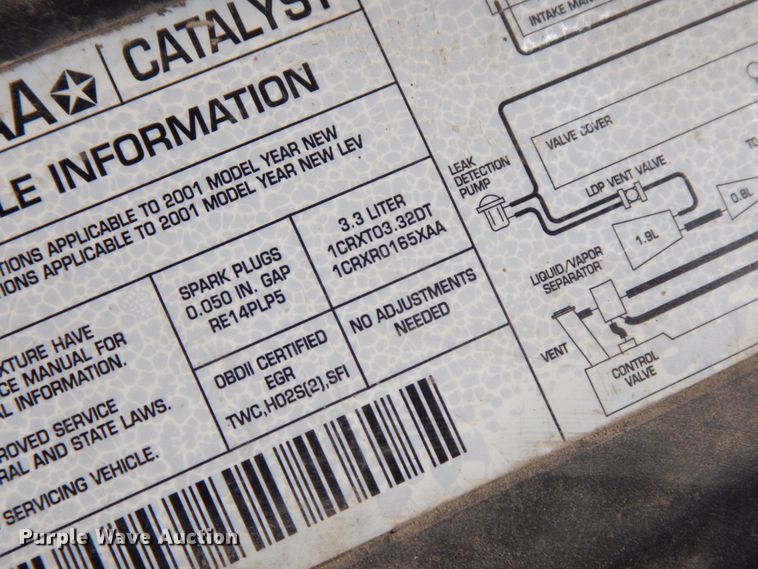 AA CATALYST
LE INFORMATION
TIONS APPLICABLE TO 2001 MODEL YEAR NEW
TIONS APPLICABLE TO 2001 MODEL YEAR NEW LEV
XTURE HAVE
CE MANUAL FOR
AL INFORMATION.
ROVED SERVICE
RAL AND STATE LAWS.
SERVICING VEHICLE.
SPARK PLUGS
0.050 IN. GAP
RE14PLP5
3.3 LITER
1CRXT03.32DT
1CRXR0165XAA
OBDII CERTIFIED
EGR
TWC,HO2S(2),SFI
NO ADJUSTMENTS
NEEDED
INTAKE MAN
VALVE COVER
LEAK
DETECTION
PUMP
LDP VENT VALVE
TO
1.9L
0.8L
LIQUID/VAPOR
SEPARATOR
VENT
CONTROL
VALVE
Purple Wave Auction